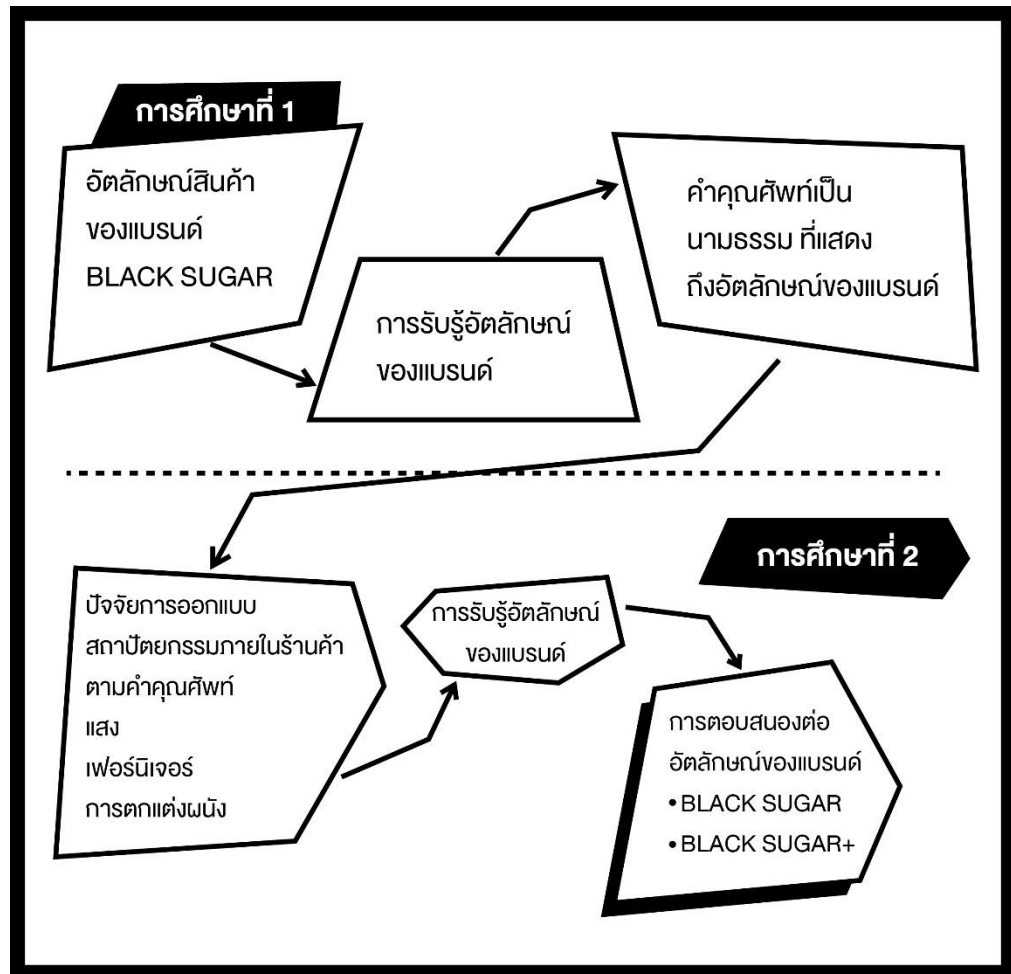 การศึกษาที่ 1
อัตลักษณ์สินค้า
ของแบรนด์
BLACK SUGAR
การรับรู้อัตลักษณ์
ของแบรนด์
คำคุณศัพท์เป็น
นามธรรม ที่แสดง
ถึงอัตลักษณ์ของแบรนด์
การศึกษาที่ 2
ปัจจัยการออกแบบ
สถาปัตยกรรมภายในร้านค้า
ตามคำคุณศัพท์
แสง
เฟอร์นิเจอร์
การตกแต่งผนัง
การรับรู้อัตลักษณ์
ของแบรนด์
การตอบสนองต่อ
อัตลักษณ์ของแบรนด์
•BLACK SUGAR
•BLACK SUGAR+